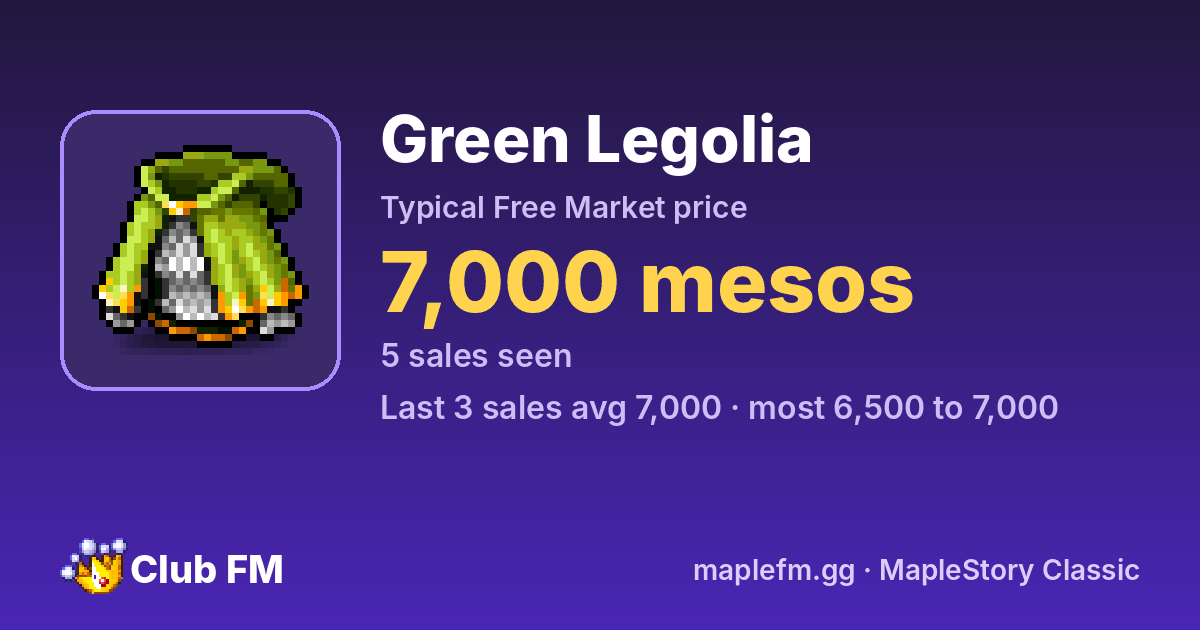 Green Legolia
Typical Free Market price
7,000 mesos
5 sales seen
Last 3 sales avg 7,000 · most 6,500 to 7,000
Club FM
maplefm.gg · MapleStory Classic